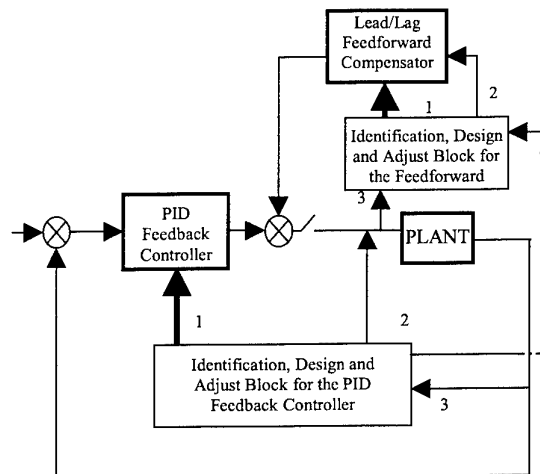 Lead/Lag
Feedforward
Compensator
1
2
Identification, Design
and Adjust Block for
the Feedforward
3
PID
Feedback
Controller
PLANT
1
2
Identification, Design and
Adjust Block for the PID
Feedback Controller
3